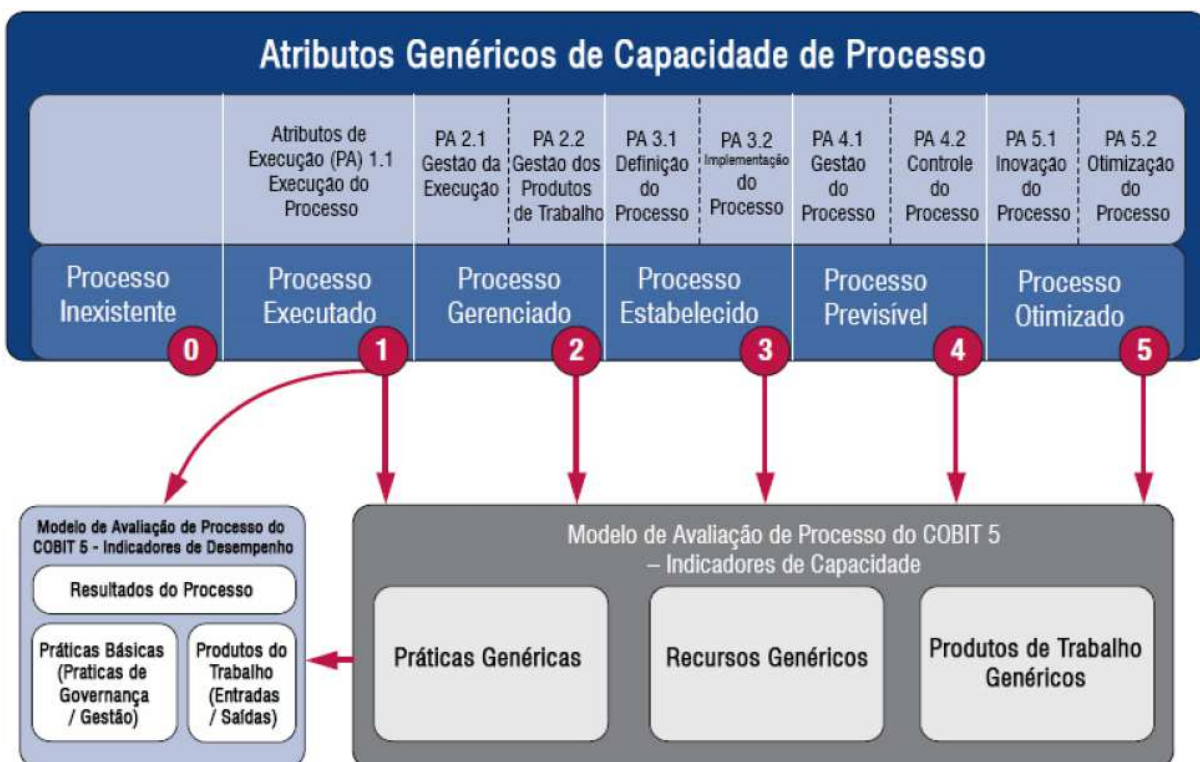 Atributos Genéricos de Capacidade de Processo
Atributos de
Execução (PA) 1.1
Execução do
Processo
PA 2.1
Gestão da
Execução
PA 2.2
Gestão dos
Produtos
de Trabalho
PA 3.1
Definição
do
Processo
PA 3.2
Implementação
do
Processo
PA 4.1
Gestão
do
Processo
PA 4.2
Controle
do
Processo
PA 5.1
Inovação
do
Processo
PA 5.2
Otimização
do
Processo
Processo
Inexistente
0
Processo
Executado
1
Processo
Gerenciado
2
Processo
Estabelecido
3
Processo
Previsível
4
Processo
Otimizado
5
Modelo de Avaliação de Processo do
COBIT 5 - Indicadores de Desempenho
Resultados do Processo
Práticas Básicas
(Praticas de
Governança
/ Gestão)
Produtos do
Trabalho
(Entradas
/ Saídas)
Modelo de Avaliação de Processo do COBIT 5
– Indicadores de Capacidade
Práticas Genéricas
Recursos Genéricos
Produtos de Trabalho
Genéricos